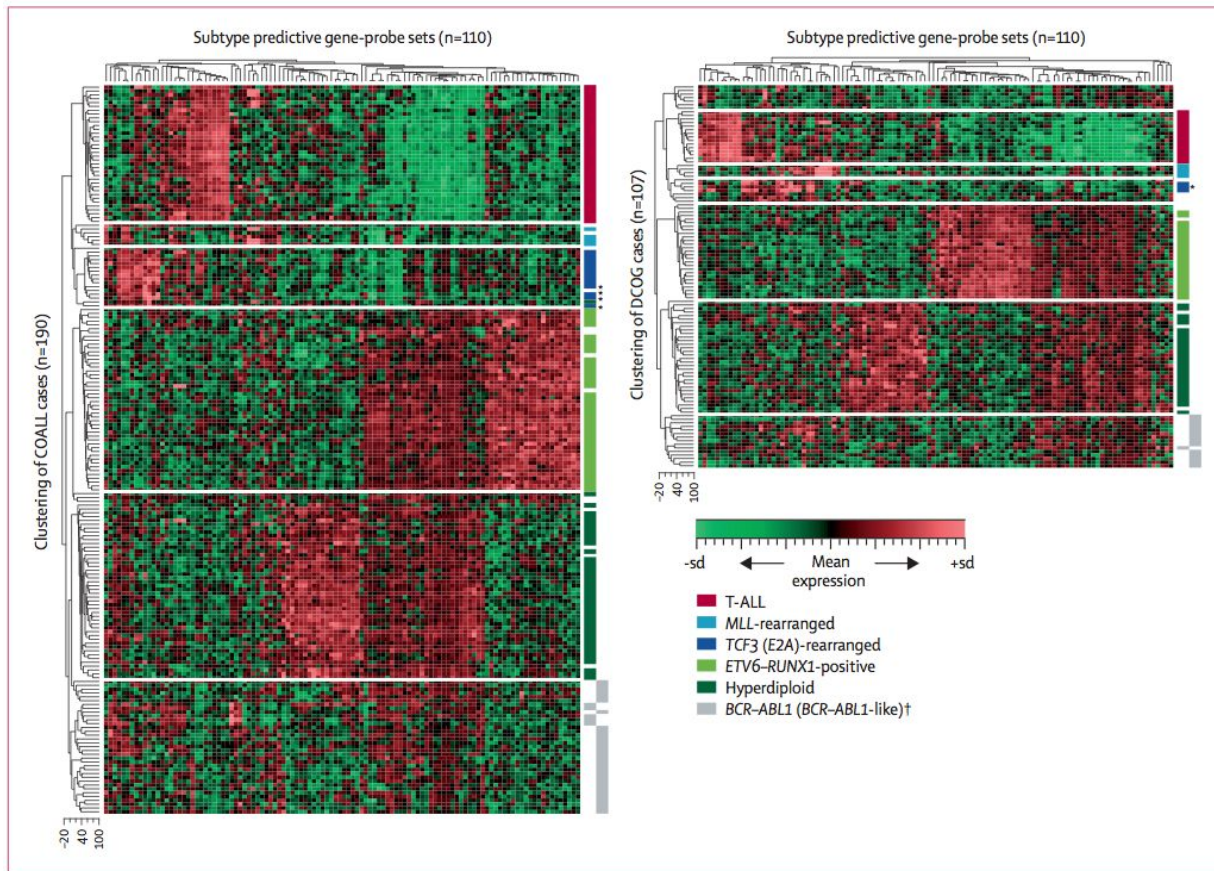 Subtype predictive gene-probe sets (n=110)
Clustering of COALL cases (n=190)
****
*
-20
40
100
Subtype predictive gene-probe sets (n=110)
Clustering of DCOG cases (n=107)
*
-20
40
100
-sd
Mean
expression
+sd
T-ALL
MLL-rearranged
TCF3 (E2A)-rearranged
ETV6–RUNX1-positive
Hyperdiploid
BCR–ABL1 (BCR–ABL1-like)†